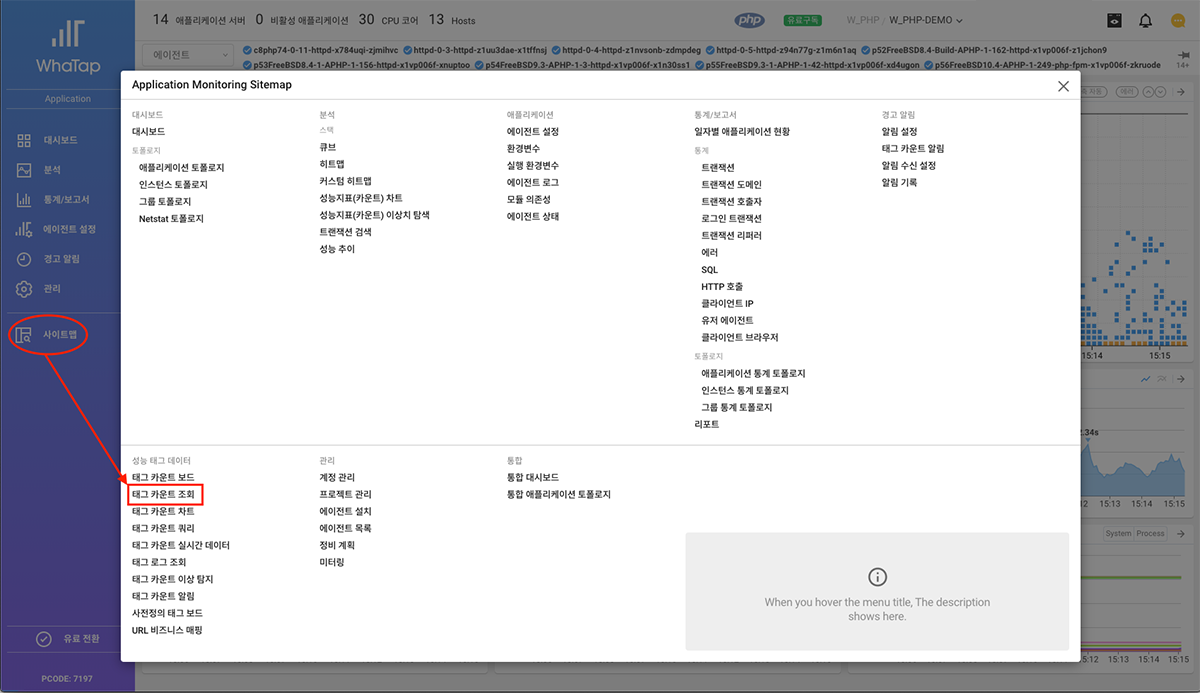 14 애플리케이션 서버 0 비활성 애플리케이션 30 CPU 코어 13 Hosts
php 유료구독 W_PHP / W_PHP-DEMO
WhaTap
Application
에이전트
c8php74-0-11-httpd-x784uqi-zjmihvc httpd-0-3-httpd-z1uu3dae-x1tffnsj httpd-0-4-httpd-z1nvsonb-zdmpdeg httpd-0-5-httpd-z94n77g-z1m6n1aq p52FreeBSD8.4-Build-APHP-1-162-httpd-x1vp006f-z1jchon9
p53FreeBSD8.4-1-APHP-1-156-httpd-x1vp006f-xnuptoo p54FreeBSD9.3-APHP-1-3-httpd-x1vp006f-x1n30ss1 p55FreeBSD9.3-1-APHP-1-42-httpd-x1vp006f-xd4ugon p56FreeBSD10.4-APHP-1-249-php-fpm-x1vp006f-zkruode
14+
대시보드
분석
통계/보고서
에이전트 설정
경고 알림
관리
사이트맵
유료 전환
PCODE: 7197
Application Monitoring Sitemap
대시보드
대시보드
토폴로지
애플리케이션 토폴로지
인스턴스 토폴로지
그룹 토폴로지
Netstat 토폴로지
분석
스택
큐브
히트맵
커스텀 히트맵
성능지표(카운트) 차트
성능지표(카운트) 이상치 탐색
트랜잭션 검색
성능 추이
애플리케이션
에이전트 설정
환경변수
실행 환경변수
에이전트 로그
모듈 의존성
에이전트 상태
통계/보고서
일자별 애플리케이션 현황
통계
트랜잭션
트랜잭션 도메인
트랜잭션 호출자
로그인 트랜잭션
트랜잭션 리퍼러
에러
SQL
HTTP 호출
클라이언트 IP
유저 에이전트
클라이언트 브라우저
토폴로지
애플리케이션 통계 토폴로지
인스턴스 통계 토폴로지
그룹 통계 토폴로지
리포트
경고 알림
알림 설정
태그 카운트 알림
알림 수신 설정
알림 기록
성능 태그 데이터
태그 카운트 보드
태그 카운트 조회
태그 카운트 차트
태그 카운트 쿼리
태그 카운트 실시간 데이터
태그 로그 조회
태그 카운트 이상 탐지
태그 카운트 알림
사전정의 태그 보드
URL 비즈니스 매핑
관리
계정 관리
프로젝트 관리
에이전트 설치
에이전트 목록
정비 계획
미터링
통합
통합 대시보드
통합 애플리케이션 토폴로지
When you hover the menu title, The description
shows here.
자동 에러
15:14 15:15
2.34s
12 15:13 15:14 15:15
System Process
5:12 15:13 15:14 15:15